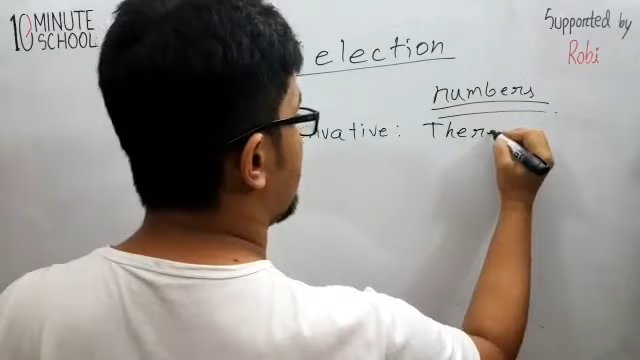 10 MINUTE SCHOOL
Supported by
Robi
election
numbers
vative : Ther